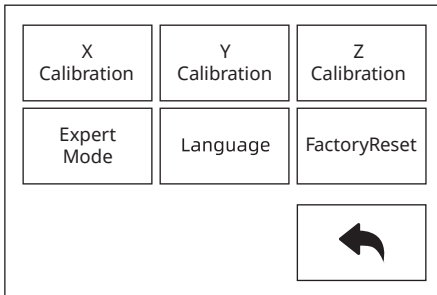 X
Calibration
Y
Calibration
Z
Calibration
Expert
Mode
Language
FactoryReset